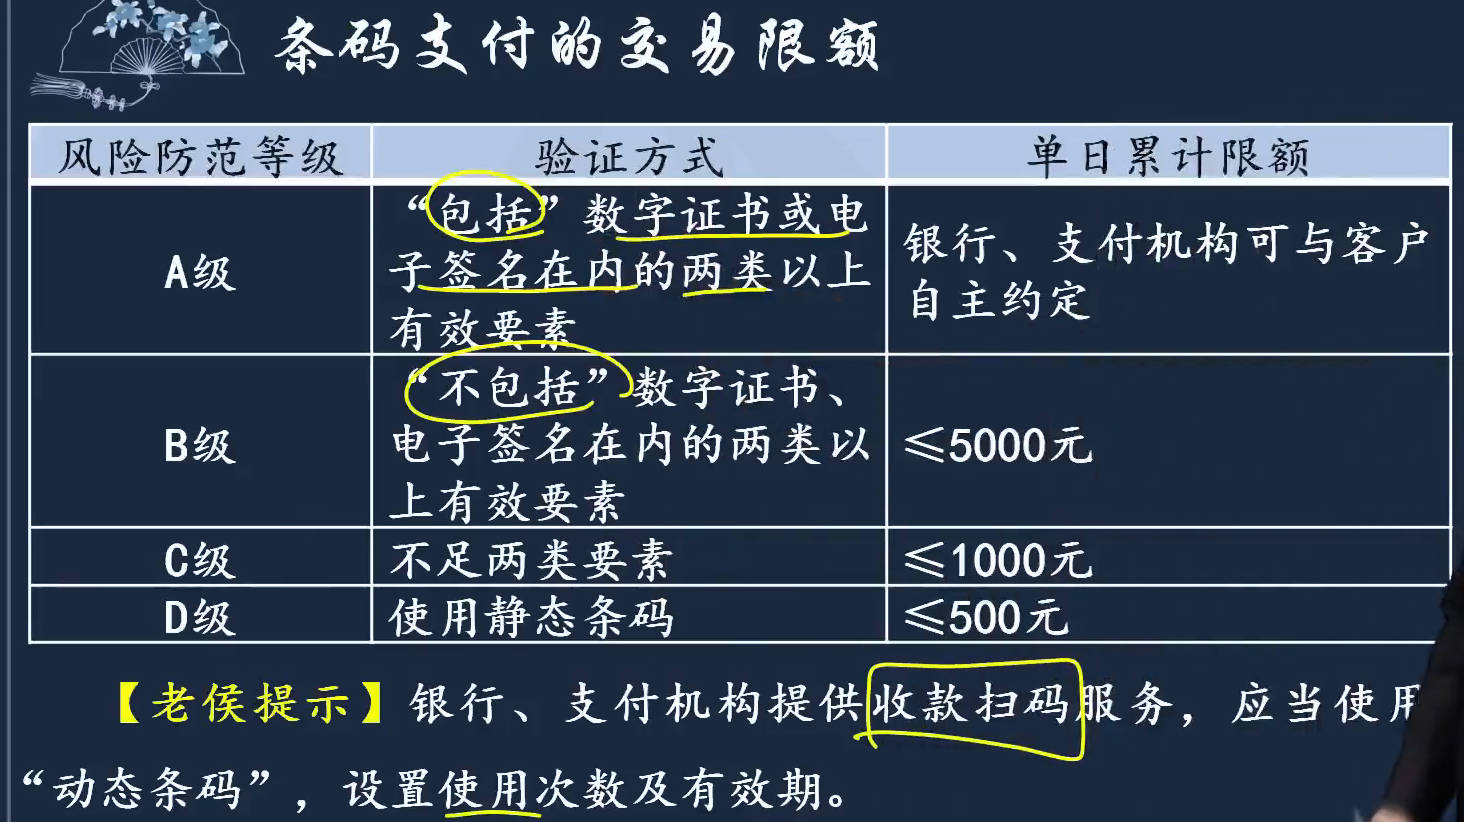 条码支付的交易限额
风险防范等级 验证方式 单日累计限额
A级
“包括”数字证书或电
子签名在内的两类以上
有效要素
银行、支付机构可与客户
自主约定
B级
“不包括”数字证书、
电子签名在内的两类以
上有效要素
≤5000元
C级 不足两类要素 ≤1000元
D级 使用静态条码 ≤500元
【老侯提示】银行、支付机构提供收款扫码服务，应当使用
“动态条码”，设置使用次数及有效期。